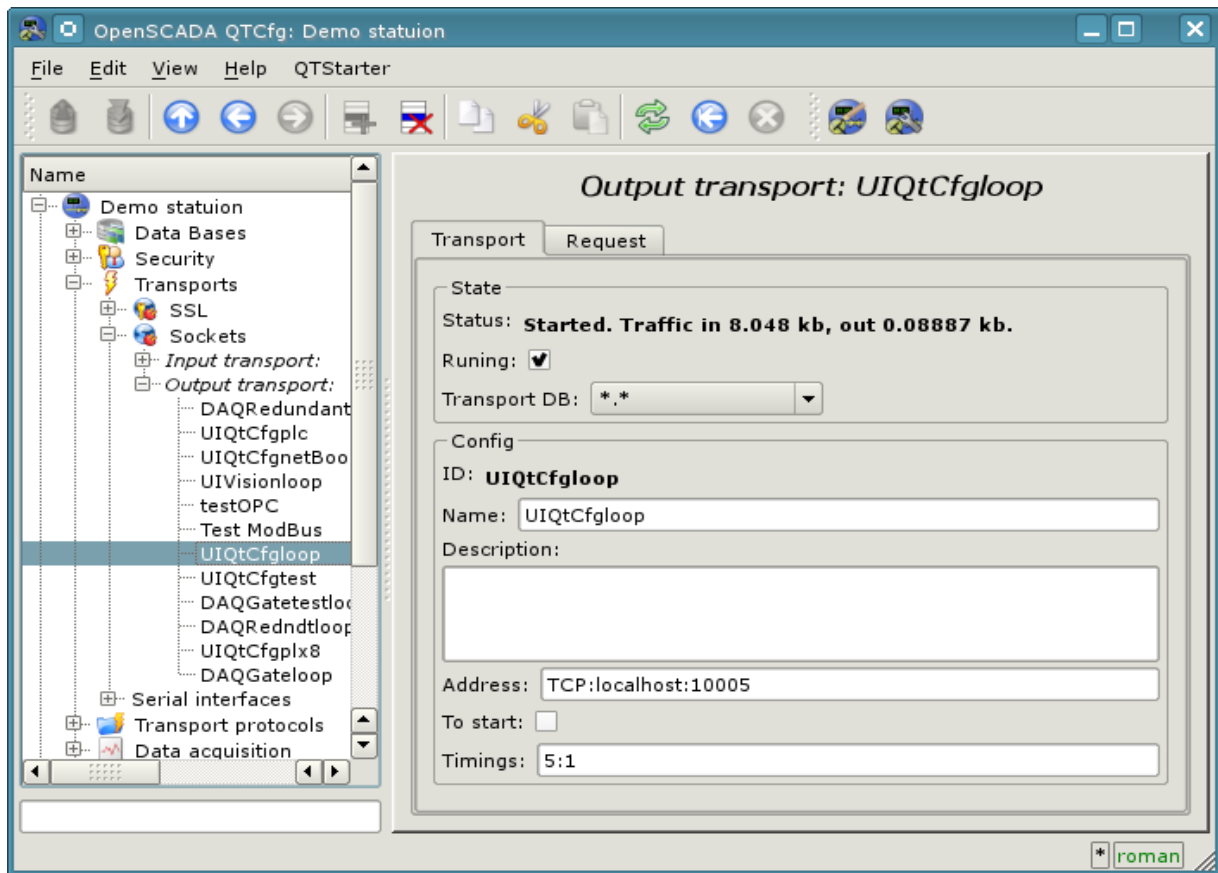 OpenSCADA QTCfg: Demo statuion
File Edit View Help QTStarter
Name
Demo statuion
Data Bases
Security
Transports
SSL
Sockets
Input transport:
Output transport:
DAQRedundant
UIQtCfgplc
UIQtCfgnetBoo
UIVisionloop
testOPC
Test ModBus
UIQtCfgloop
UIQtCfgtest
DAQGatetestloo
DAQRedndtloop
UIQtCfgplx8
DAQGateloop
Serial interfaces
Transport protocols
Data acquisition
Output transport: UIQtCfgloop
Transport Request
State
Status: Started. Traffic in 8.048 kb, out 0.08887 kb.
Runing:
Transport DB: *.*
Config
ID: UIQtCfgloop
Name: UIQtCfgloop
Description:
Address: TCP:localhost:10005
To start:
Timings: 5:1
* roman